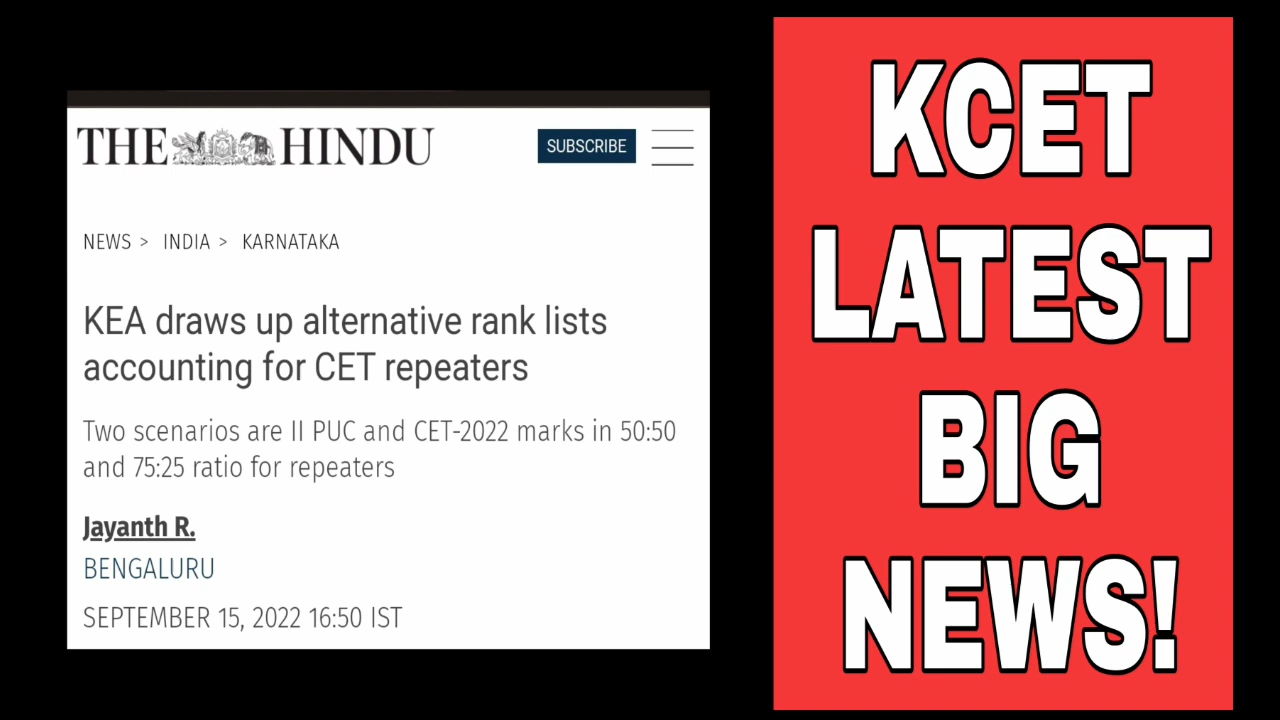 THE HINDU
SUBSCRIBE
NEWS > INDIA > KARNATAKA
KEA draws up alternative rank lists
accounting for CET repeaters
Two scenarios are II PUC and CET-2022 marks in 50:50
and 75:25 ratio for repeaters
Jayanth R.
BENGALURU
SEPTEMBER 15, 2022 16:50 IST
KCET
LATEST
BIG
NEWS!